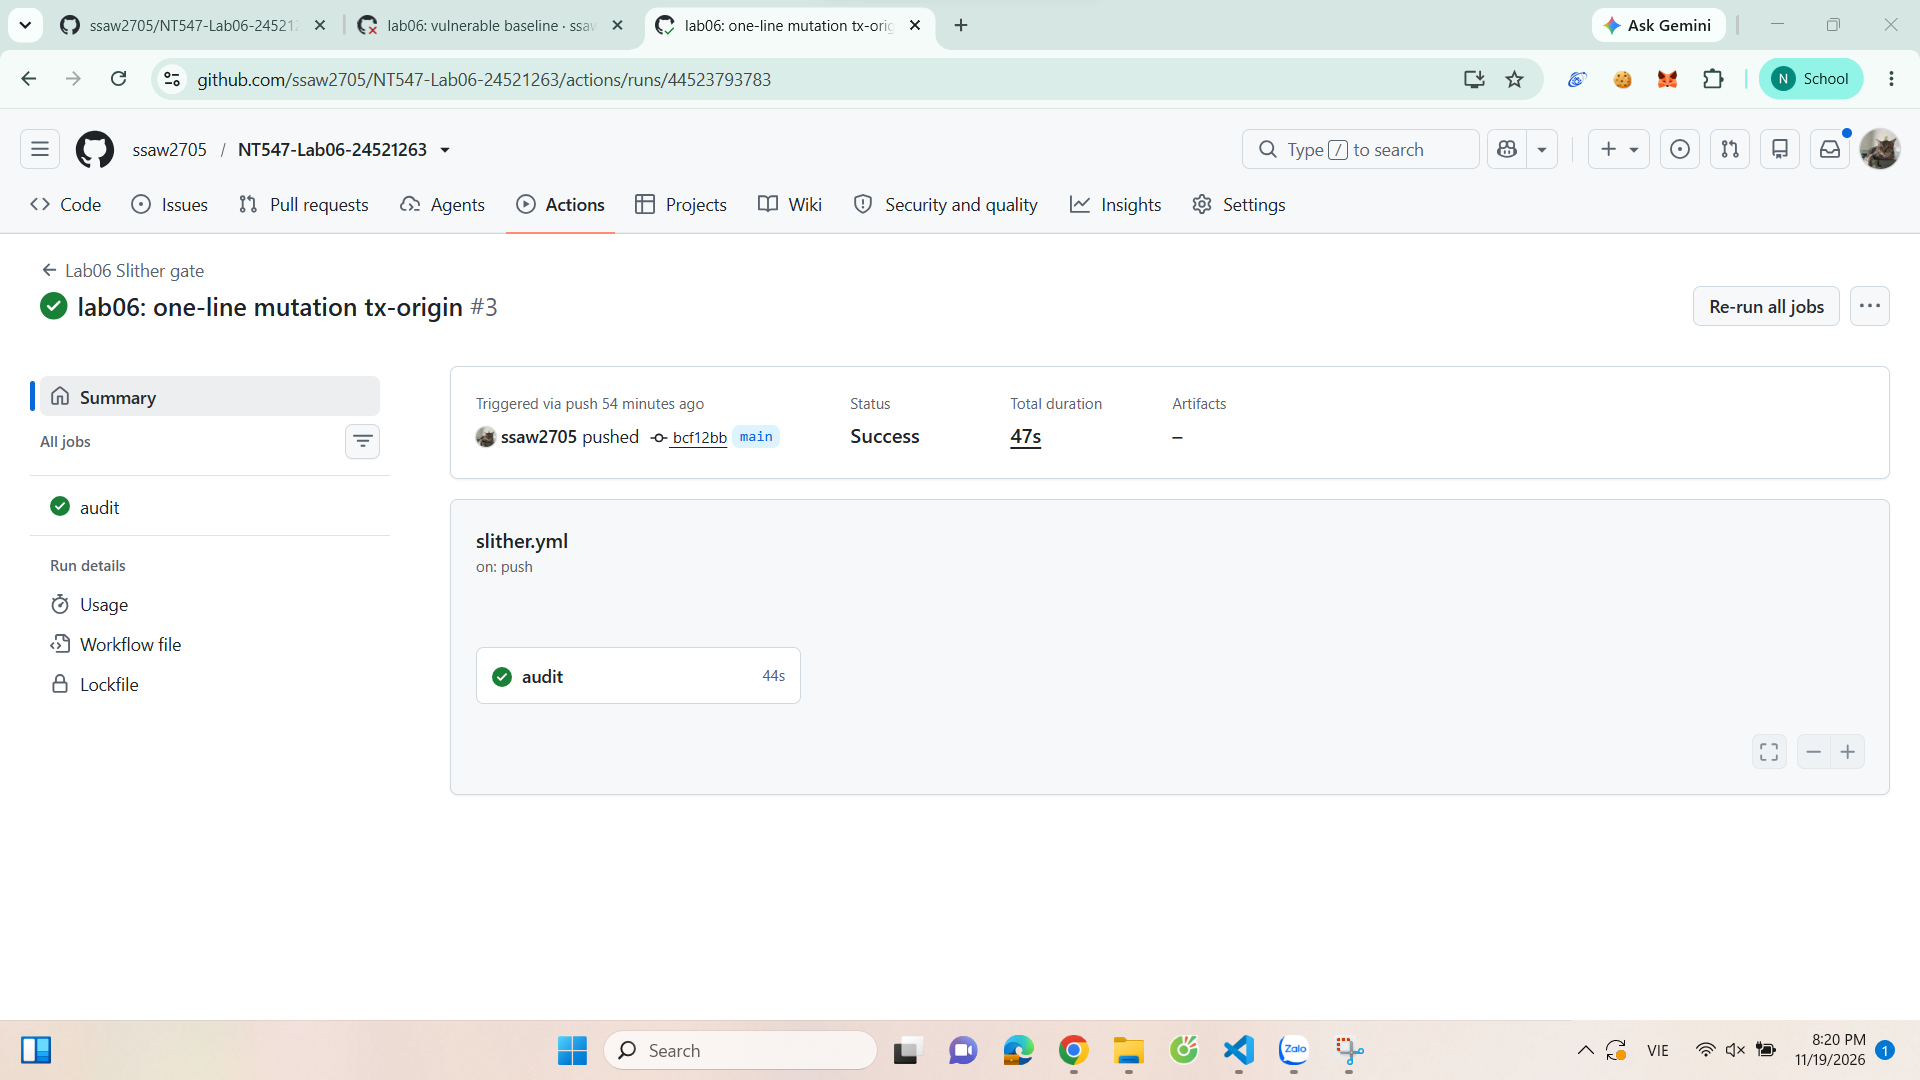 ssaw2705/NT547-Lab06-24521
lab06: vulnerable baseline · ssaw
lab06: one-line mutation tx-orig
Ask Gemini
github.com/ssaw2705/NT547-Lab06-24521263/actions/runs/44523793783
N School
ssaw2705 / NT547-Lab06-24521263
Type / to search
Code
Issues
Pull requests
Agents
Actions
Projects
Wiki
Security and quality
Insights
Settings
Lab06 Slither gate
lab06: one-line mutation tx-origin #3
Re-run all jobs
Summary
All jobs
audit
Run details
Usage
Workflow file
Lockfile
Triggered via push 54 minutes ago
ssaw2705 pushed bcf12bb main
Status
Success
Total duration
47s
Artifacts
–
slither.yml
on: push
audit 44s
Search
Zalo
VIE
8:20 PM
11/19/2026
1